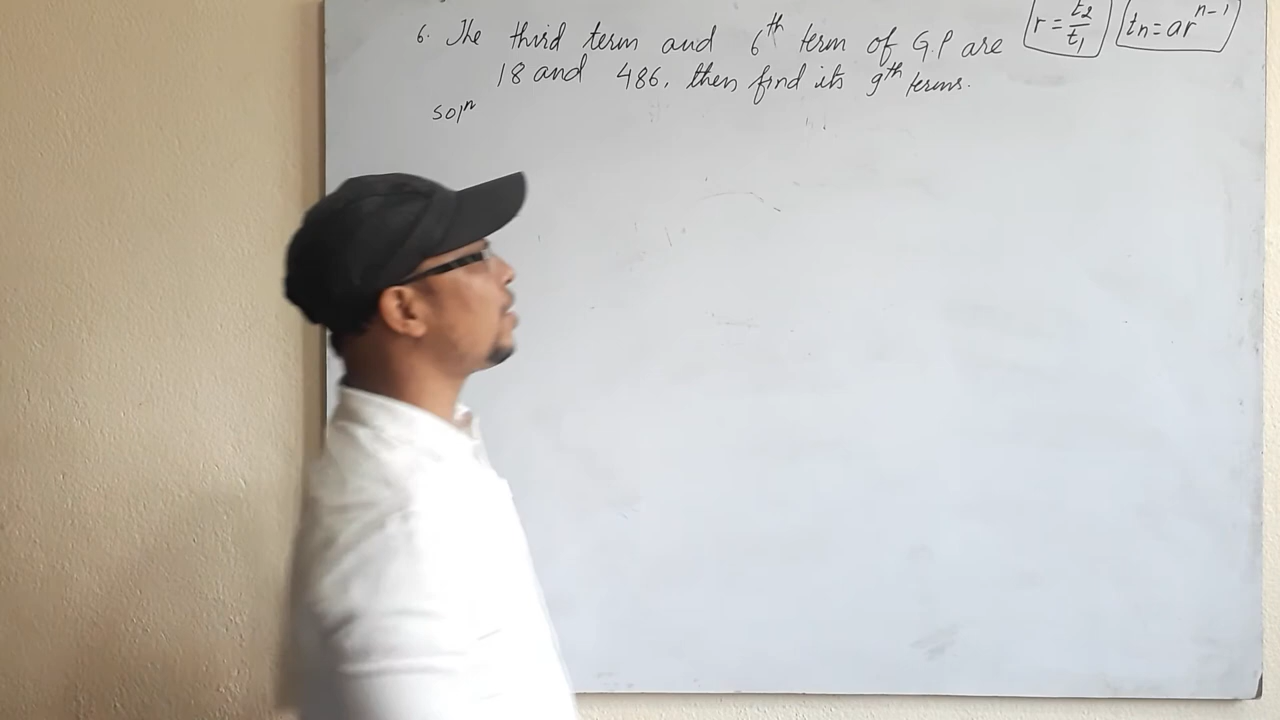 6. The third term and 6th term of G.P are
18 and 486, then find its 9th terms.
r = t2/t1
tn = ar^n-1
Solⁿ